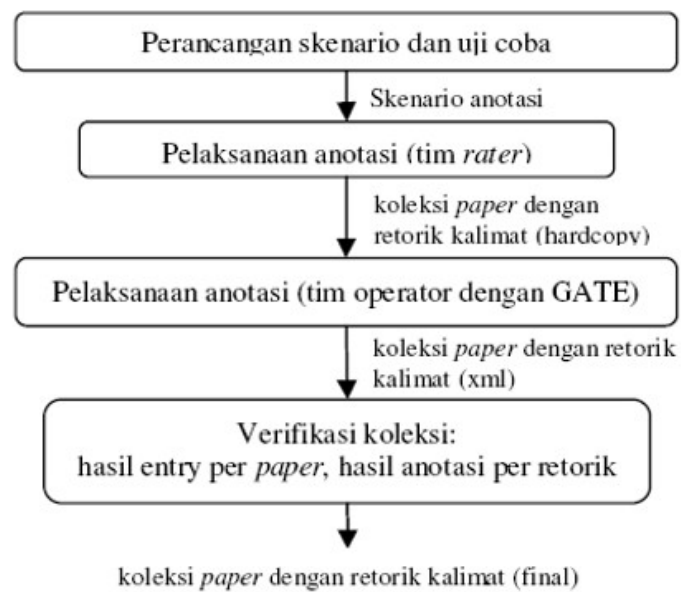 Perancangan skenario dan uji coba
Skenario anotasi
Pelaksanaan anotasi (tim rater)
koleksi paper dengan
retorik kalimat (hardcopy)
Pelaksanaan anotasi (tim operator dengan GATE)
koleksi paper dengan retorik
kalimat (xml)
Verifikasi koleksi:
hasil entry per paper, hasil anotasi per retorik
koleksi paper dengan retorik kalimat (final)